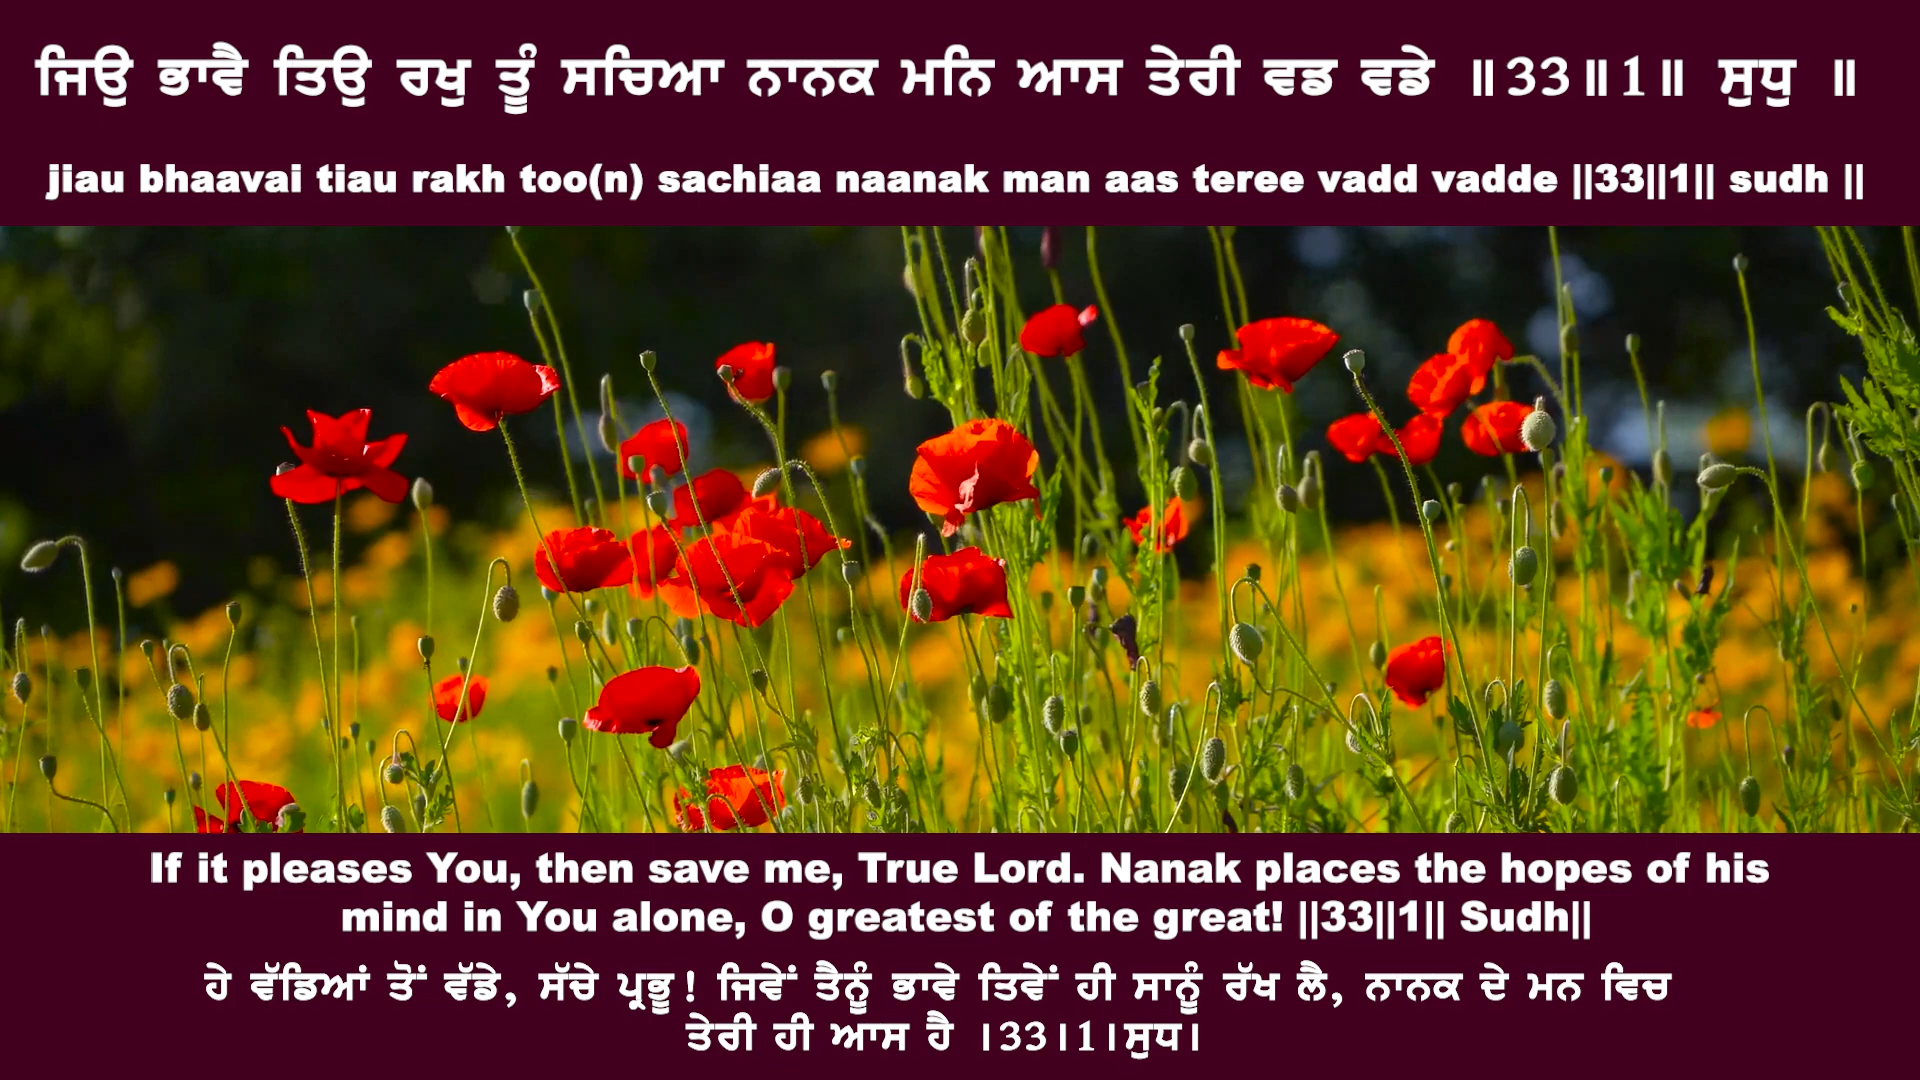 ਜਿਉ ਭਾਵੈ ਤਿਉ ਰਖੁ ਤੂੰ ਸਚਿਆ ਨਾਨਕ ਮਨਿ ਆਸ ਤੇਰੀ ਵਡ ਵਡੇ ॥33॥1॥ ਸੁਧੁ ॥
jiau bhaavai tiau rakh too(n) sachiaa naanak man aas teree vadd vadde ||33||1|| sudh ||
If it pleases You, then save me, True Lord. Nanak places the hopes of his
mind in You alone, O greatest of the great! ||33||1|| Sudh||
ਹੇ ਵੱਡਿਆਂ ਤੋਂ ਵੱਡੇ, ਸੱਚੇ ਪ੍ਰਭੂ! ਜਿਵੇਂ ਤੈਨੂੰ ਭਾਵੇ ਤਿਵੇਂ ਹੀ ਸਾਨੂੰ ਰੱਖ ਲੈ, ਨਾਨਕ ਦੇ ਮਨ ਵਿਚ
ਤੇਰੀ ਹੀ ਆਸ ਹੈ ।33।1।ਸੁਧ।